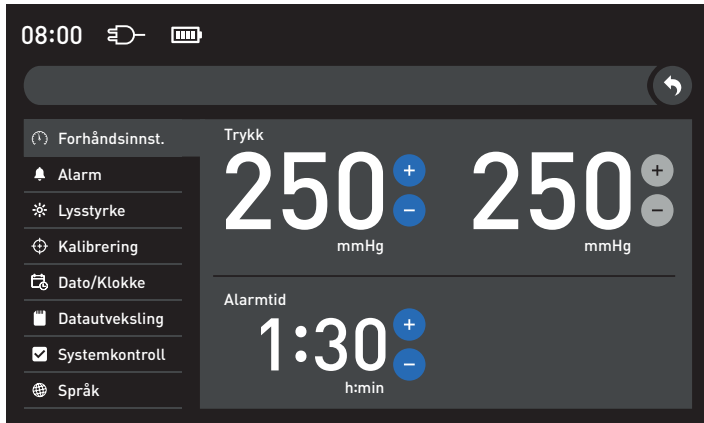 08:00
Forhåndsinnst.
Alarm
Lysstyrke
Kalibrering
Dato/Klokke
Datautveksling
Systemkontroll
Språk
Trykk
250 + − 250 + −
mmHg mmHg
Alarmtid
1:30 + −
h:min